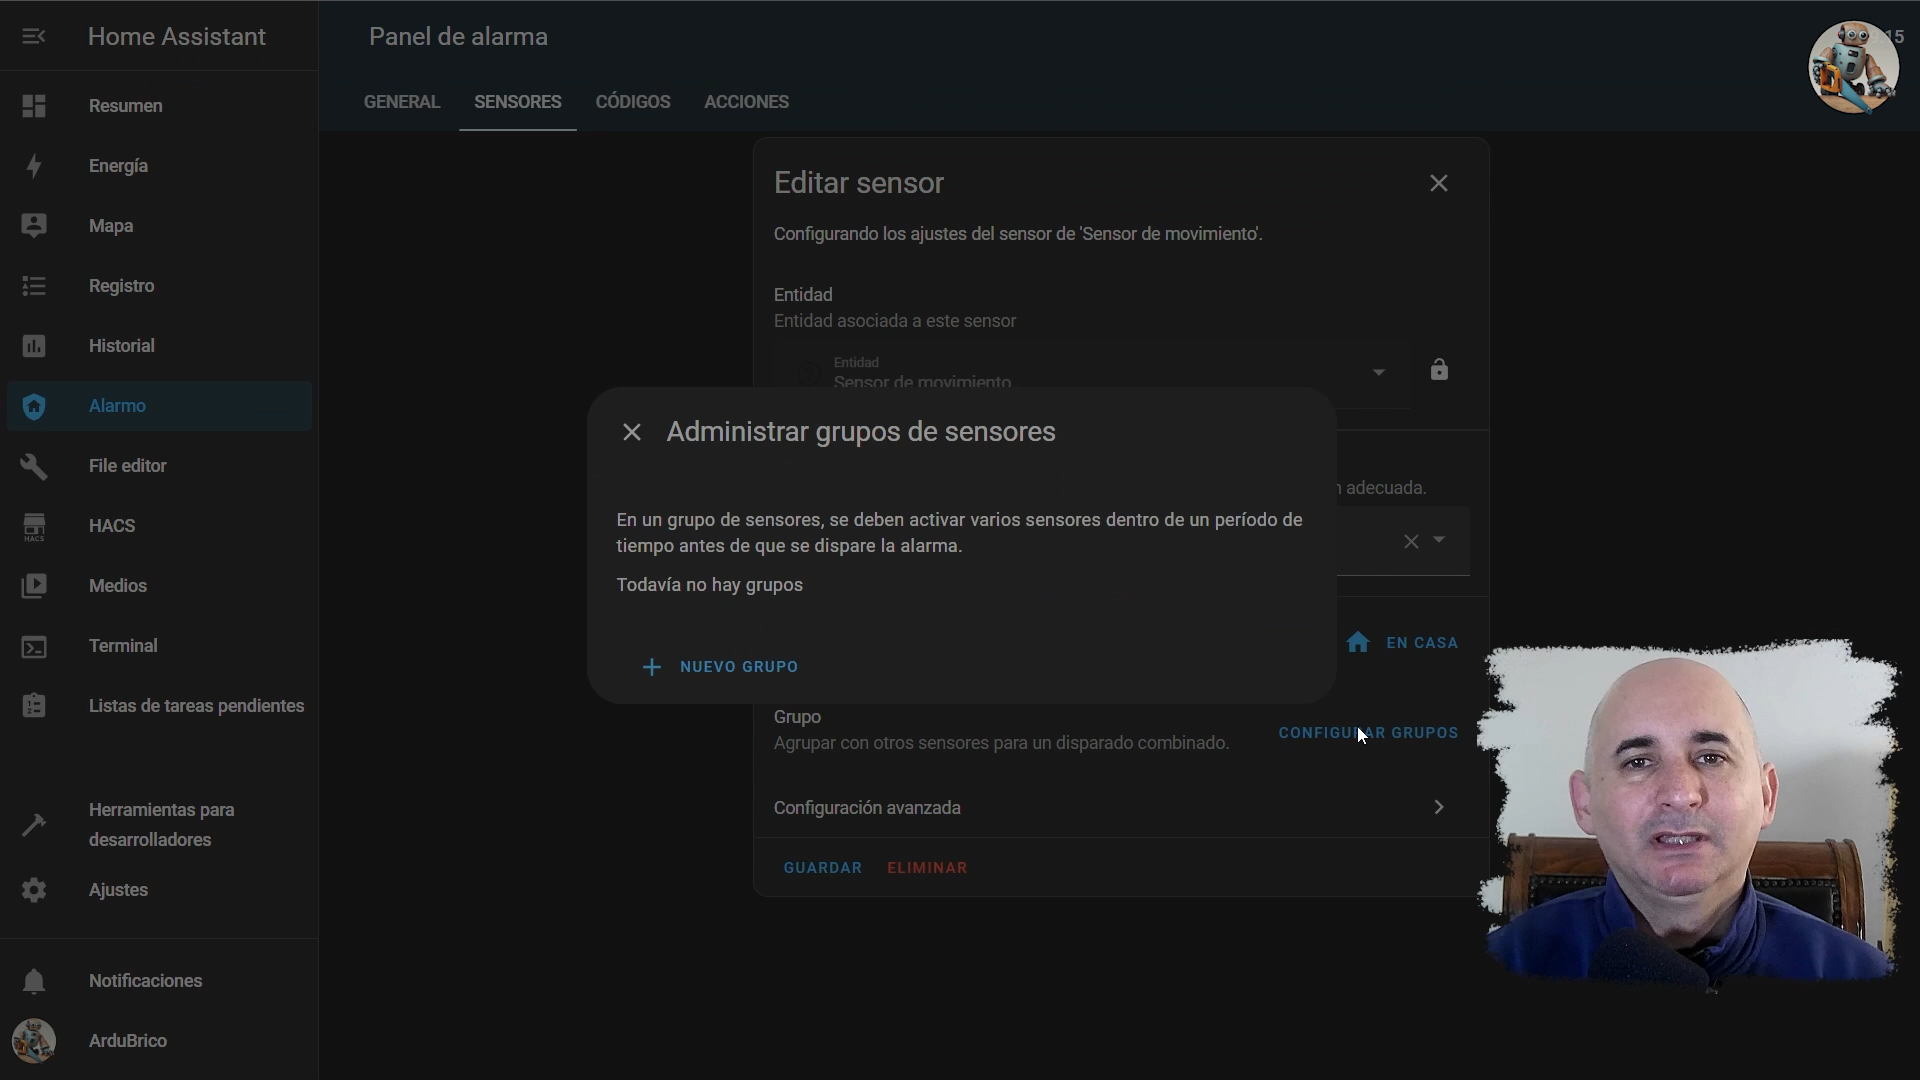 Home Assistant
Resumen
Energía
Mapa
Registro
Historial
Alarmo
File editor
HACS
HACS
Medios
Terminal
Listas de tareas pendientes
Herramientas para
desarrolladores
Ajustes
Notificaciones
ArduBrico
Panel de alarma
15
GENERAL
SENSORES
CÓDIGOS
ACCIONES
Editar sensor
Configurando los ajustes del sensor de 'Sensor de movimiento'.
Entidad
Entidad asociada a este sensor
Entidad
Sensor de movimiento
adecuada.
Administrar grupos de sensores
En un grupo de sensores, se deben activar varios sensores dentro de un período de
tiempo antes de que se dispare la alarma.
Todavía no hay grupos
NUEVO GRUPO
EN CASA
Grupo
Agrupar con otros sensores para un disparado combinado.
CONFIGURAR GRUPOS
Configuración avanzada
GUARDAR
ELIMINAR